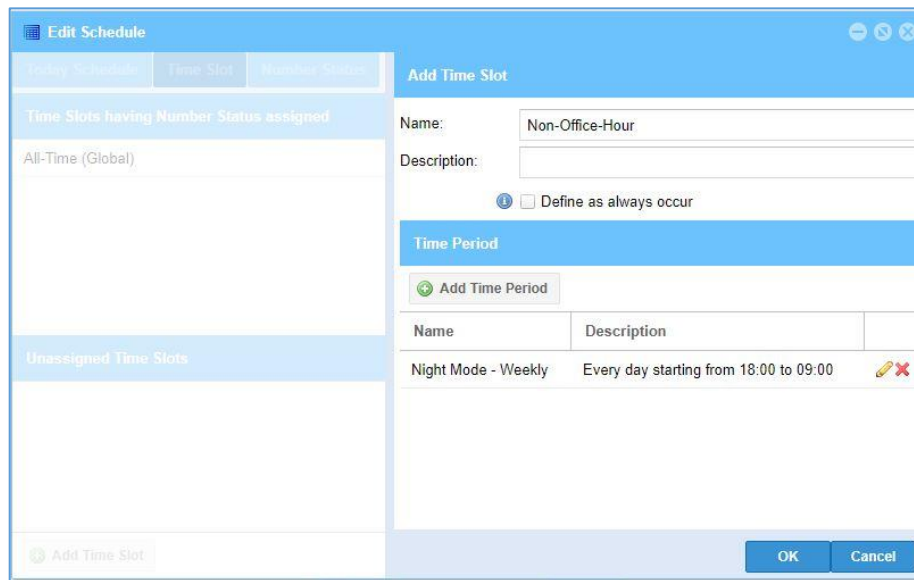 Edit Schedule
Today Schedule
Time Slot
Number Status
Time Slots having Number Status assigned
All-Time (Global)
Unassigned Time Slots
Add Time Slot
Add Time Slot
Name: Non-Office-Hour
Description:
Define as always occur
Time Period
Add Time Period
Name Description
Night Mode - Weekly Every day starting from 18:00 to 09:00
OK Cancel